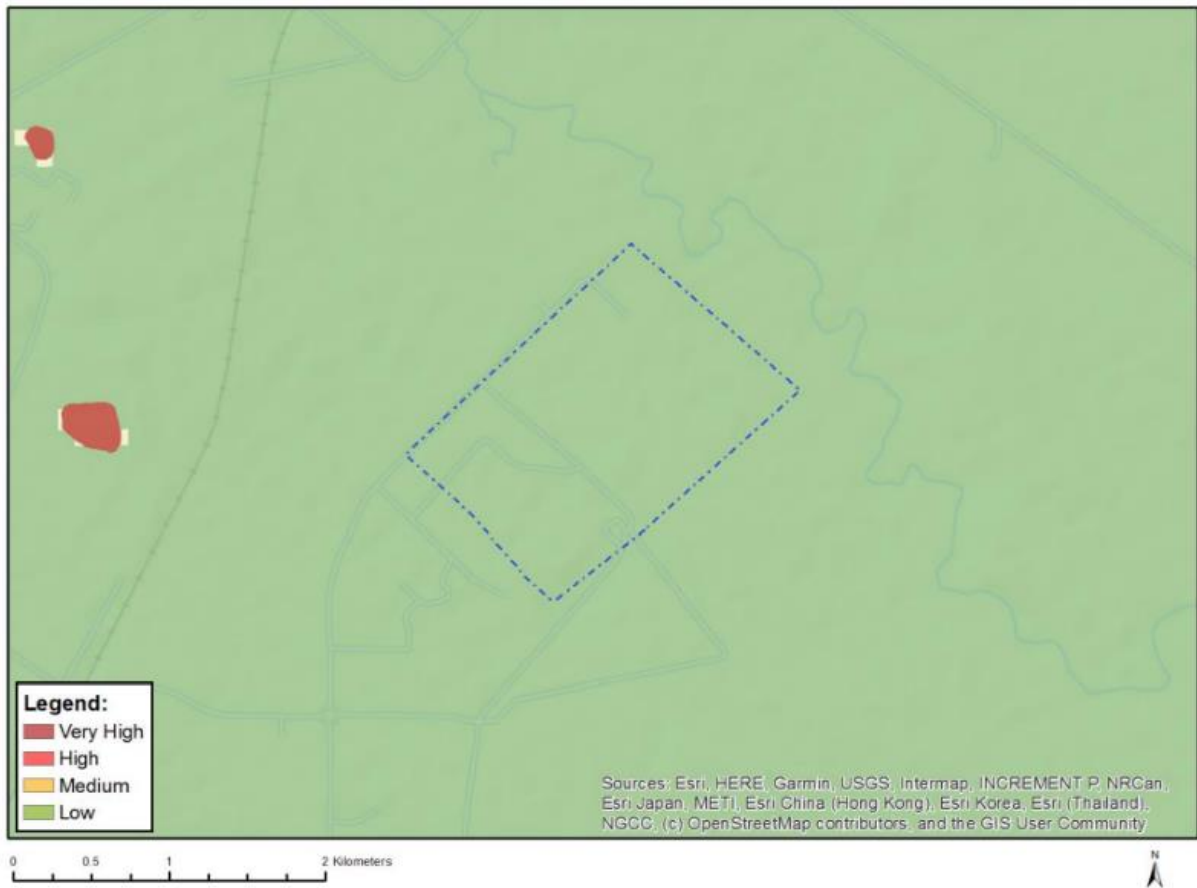 Legend:
Very High
High
Medium
Low
Sources: Esri, HERE, Garmin, USGS, Intermap, INCREMENT P, NRCan,
Esri Japan, METI, Esri China (Hong Kong), Esri Korea, Esri (Thailand),
NGCC, (c) OpenStreetMap contributors, and the GIS User Community
0 0.5 1 2 Kilometers
N